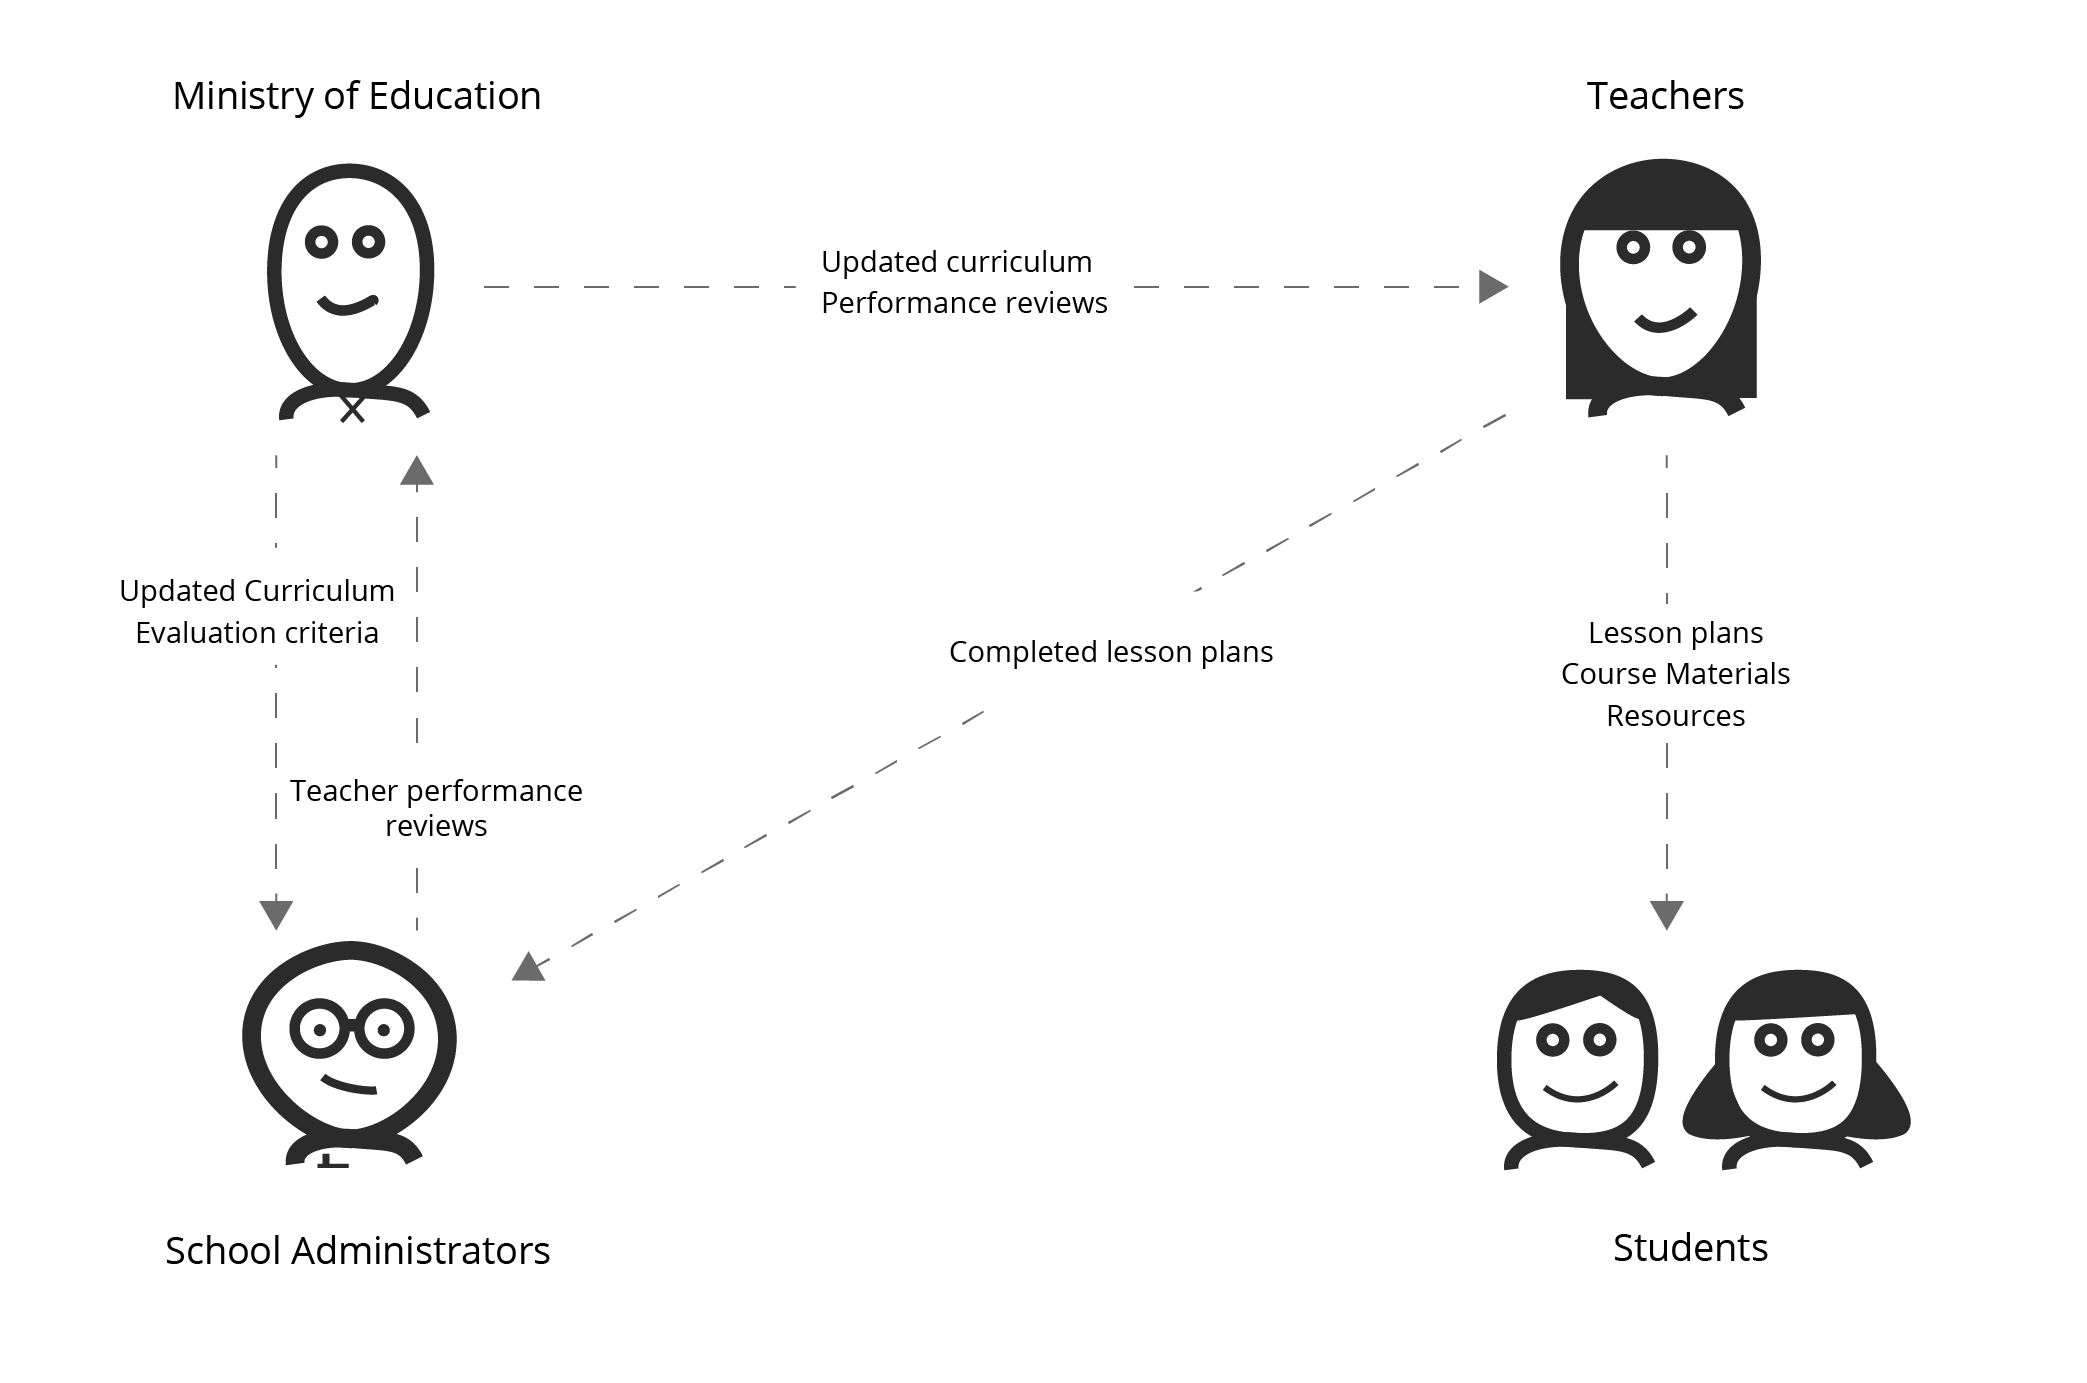 Ministry of Education
Teachers
Updated curriculum
Performance reviews
Updated Curriculum
Evaluation criteria
Completed lesson plans
Lesson plans
Course Materials
Resources
Teacher performance
reviews
School Administrators
Students